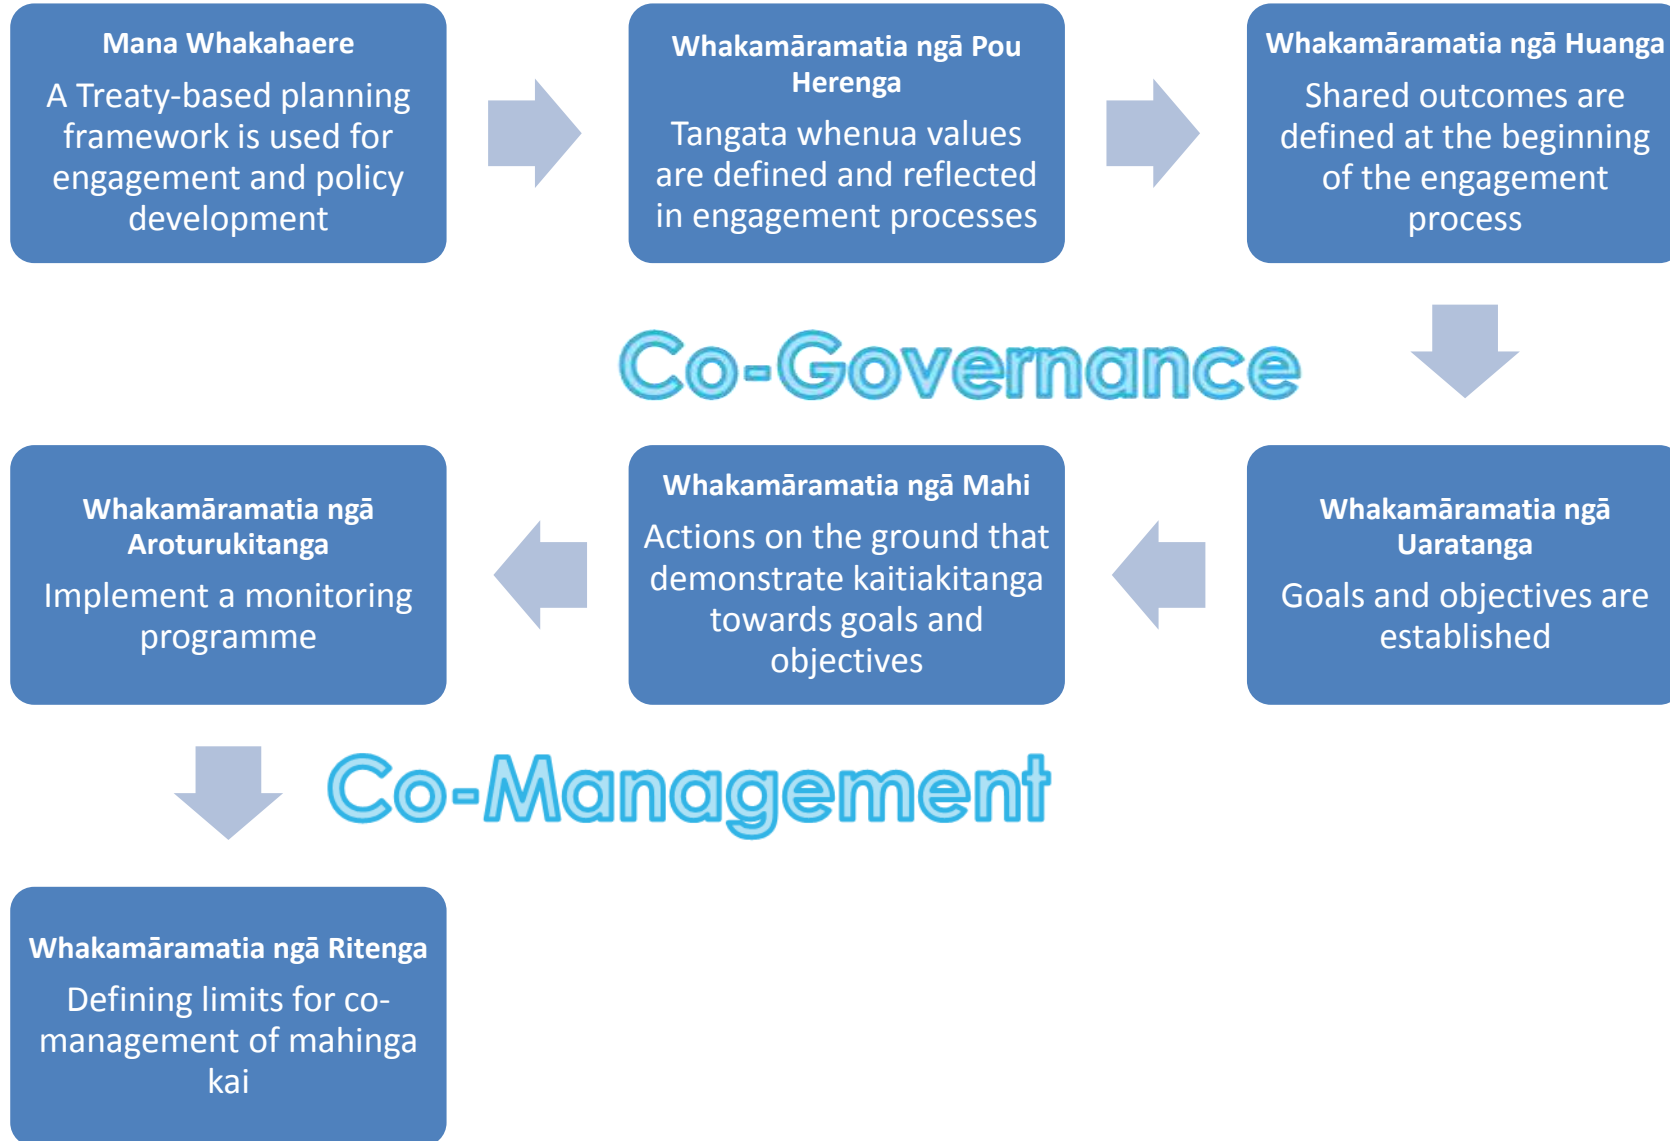 Mana Whakahaere
A Treaty-based planning
framework is used for
engagement and policy
development
Whakamāramatia ngā Pou
Herenga
Tangata whenua values
are defined and reflected
in engagement processes
Whakamāramatia ngā Huanga
Shared outcomes are
defined at the beginning
of the engagement
process
Co-Governance
Whakamāramatia ngā
Uaratanga
Goals and objectives are
established
Whakamāramatia ngā Mahi
Actions on the ground that
demonstrate kaitiakitanga
towards goals and
objectives
Whakamāramatia ngā
Aroturukitanga
Implement a monitoring
programme
Co-Management
Whakamāramatia ngā Ritenga
Defining limits for co-
management of mahinga
kai